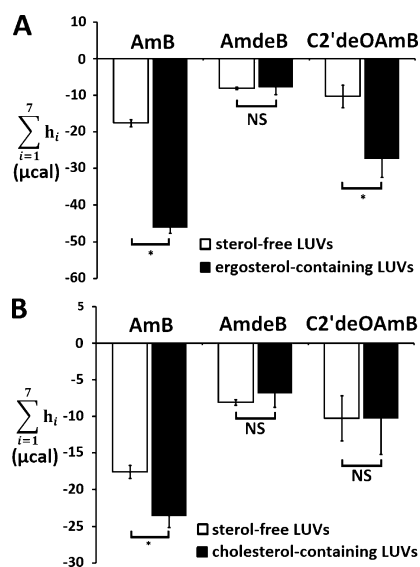 A
10
0
-10
-20
-30
-40
-50
-60
AmB AmdeB C2'deOAmB
7
∑ hᵢ
i=1
(μcal)
* NS *
sterol-free LUVs
ergosterol-containing LUVs
B
5
0
-5
-10
-15
-20
-25
-30
AmB AmdeB C2'deOAmB
7
∑ hᵢ
i=1
(μcal)
* NS NS
sterol-free LUVs
cholesterol-containing LUVs